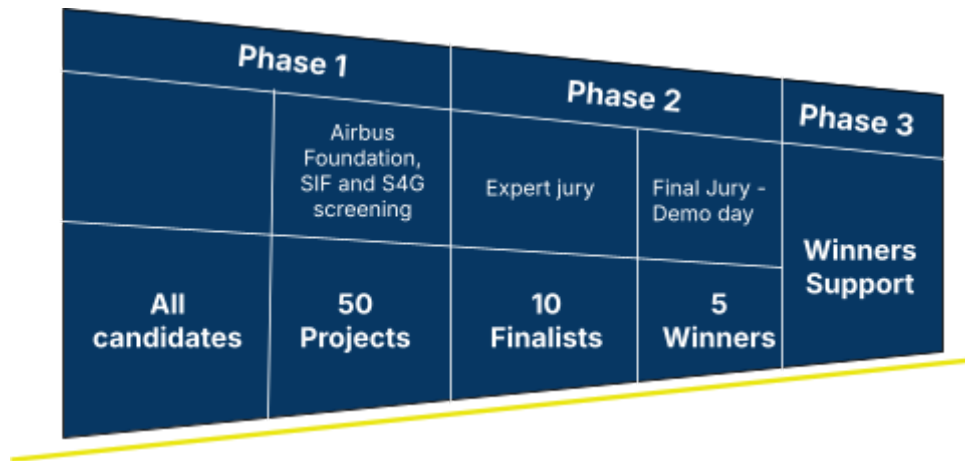 Phase 1
Phase 2
Phase 3
Airbus
Foundation,
SIF and S4G
screening
Expert jury
Final Jury -
Demo day
All
candidates
50
Projects
10
Finalists
5
Winners
Winners
Support